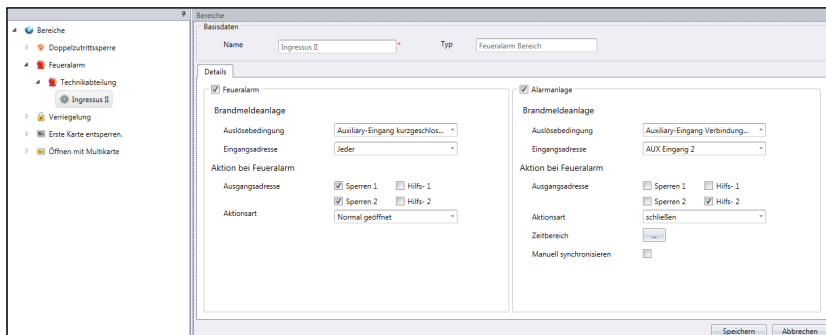 Bereiche
Bereiche
Doppelzutrittssperre
Feueralarm
Technikabteilung
Ingressus II
Verriegelung
Erste Karte entsperren.
Öffnen mit Multikarte
Basisdaten
Name Ingressus II * Typ Feueralarm Bereich
Details
Feueralarm
Brandmeldeanlage
Auslösebedingung Auxiliary-Eingang kurzgeschlos...
Eingangsadresse Jeder
Aktion bei Feueralarm
Ausgangsadresse Sperren 1 Hilfs- 1
Sperren 2 Hilfs- 2
Aktionsart Normal geöffnet
Alarmanlage
Brandmeldeanlage
Auslösebedingung Auxiliary-Eingang Verbindung...
Eingangsadresse AUX Eingang 2
Aktion bei Feueralarm
Ausgangsadresse Sperren 1 Hilfs- 1
Sperren 2 Hilfs- 2
Aktionsart schließen
Zeitbereich ...
Manuell synchronisieren
Speichern Abbrechen